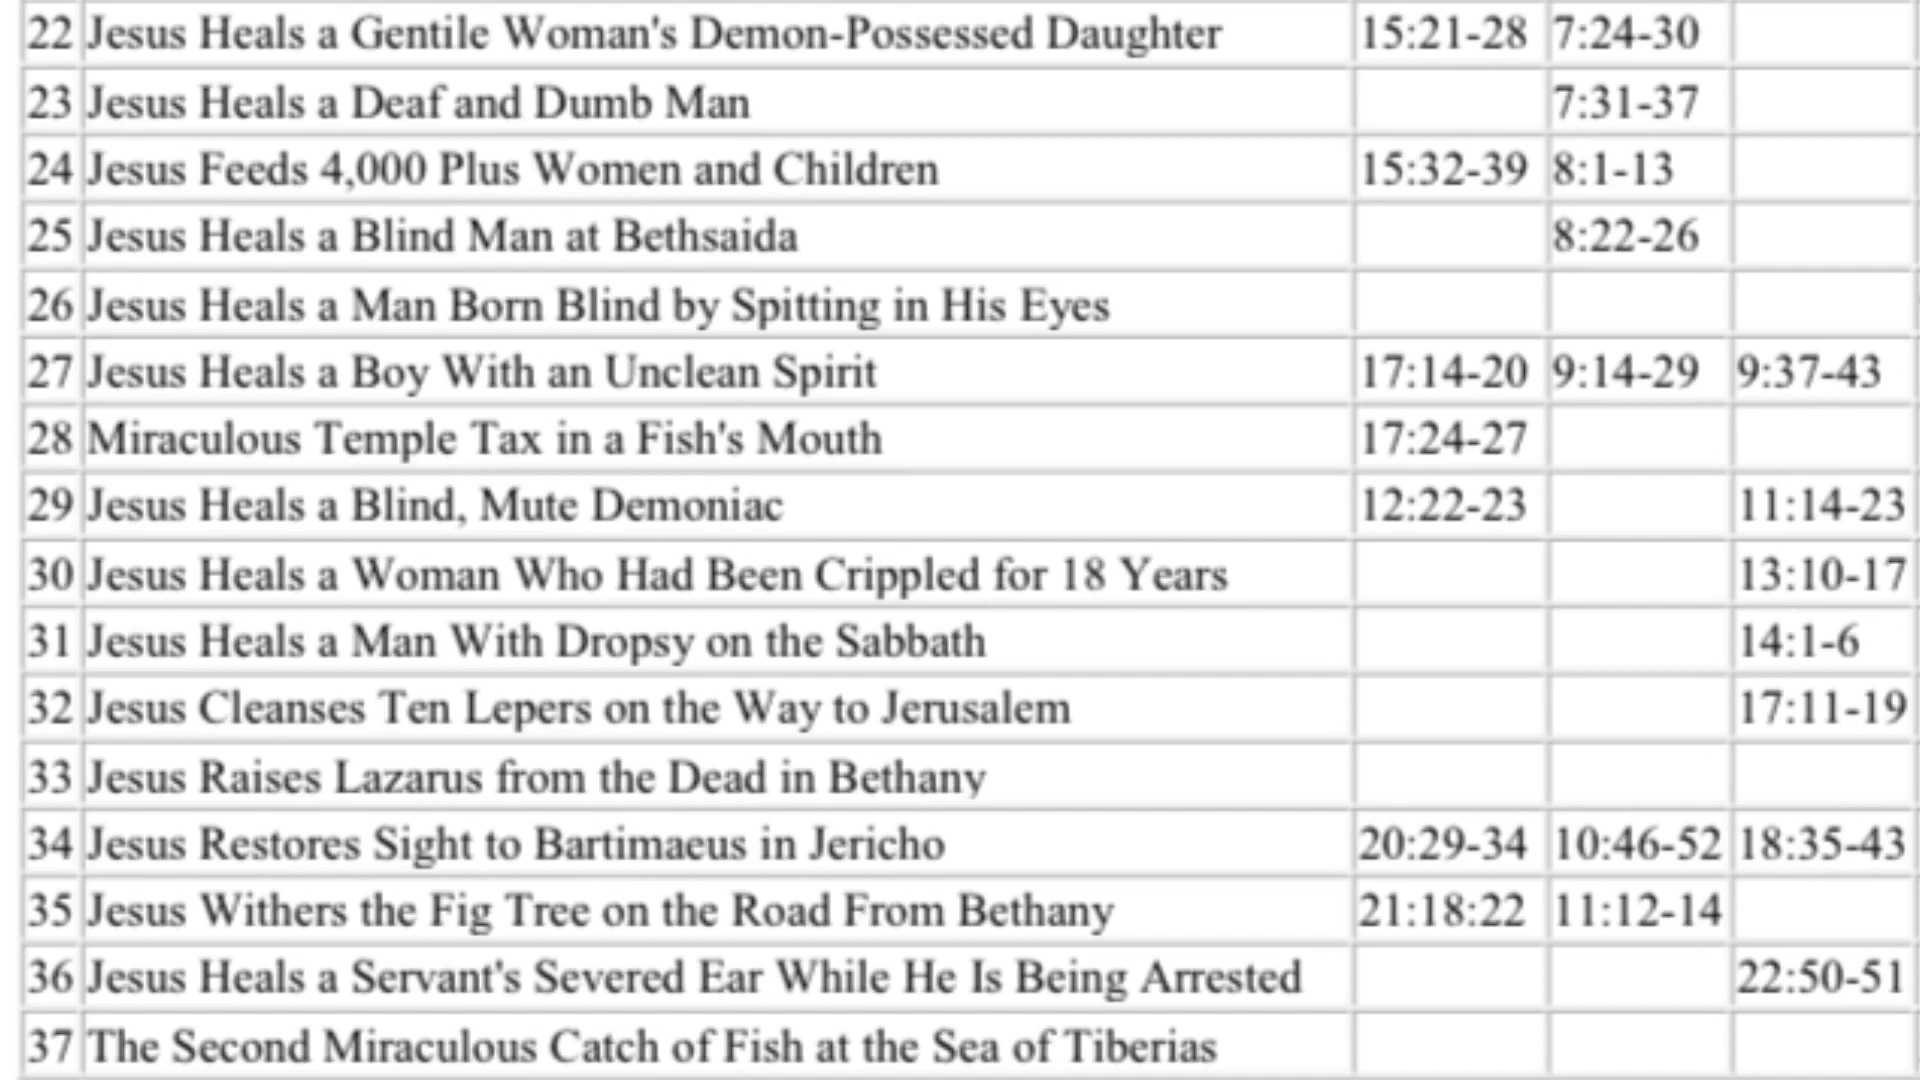 22 Jesus Heals a Gentile Woman's Demon-Possessed Daughter 15:21-28 7:24-30
23 Jesus Heals a Deaf and Dumb Man 7:31-37
24 Jesus Feeds 4,000 Plus Women and Children 15:32-39 8:1-13
25 Jesus Heals a Blind Man at Bethsaida 8:22-26
26 Jesus Heals a Man Born Blind by Spitting in His Eyes
27 Jesus Heals a Boy With an Unclean Spirit 17:14-20 9:14-29 9:37-43
28 Miraculous Temple Tax in a Fish's Mouth 17:24-27
29 Jesus Heals a Blind, Mute Demoniac 12:22-23 11:14-23
30 Jesus Heals a Woman Who Had Been Crippled for 18 Years 13:10-17
31 Jesus Heals a Man With Dropsy on the Sabbath 14:1-6
32 Jesus Cleanses Ten Lepers on the Way to Jerusalem 17:11-19
33 Jesus Raises Lazarus from the Dead in Bethany
34 Jesus Restores Sight to Bartimaeus in Jericho 20:29-34 10:46-52 18:35-43
35 Jesus Withers the Fig Tree on the Road From Bethany 21:18:22 11:12-14
36 Jesus Heals a Servant's Severed Ear While He Is Being Arrested 22:50-51
37 The Second Miraculous Catch of Fish at the Sea of Tiberias